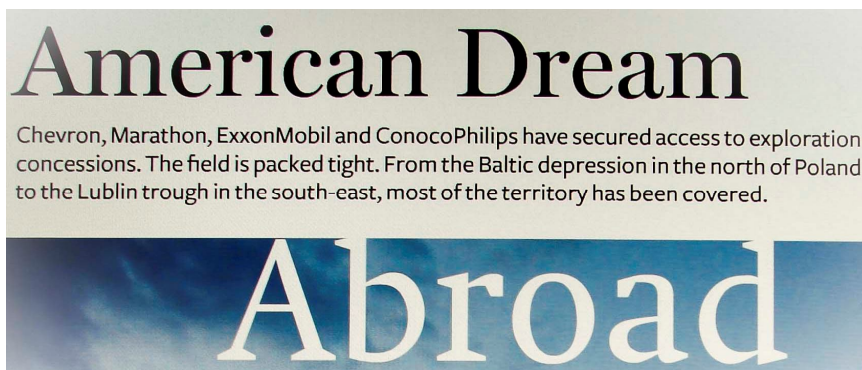 American Dream
Chevron, Marathon, ExxonMobil and ConocoPhilips have secured access to exploration
concessions. The field is packed tight. From the Baltic depression in the north of Poland
to the Lublin trough in the south-east, most of the territory has been covered.
Abroad